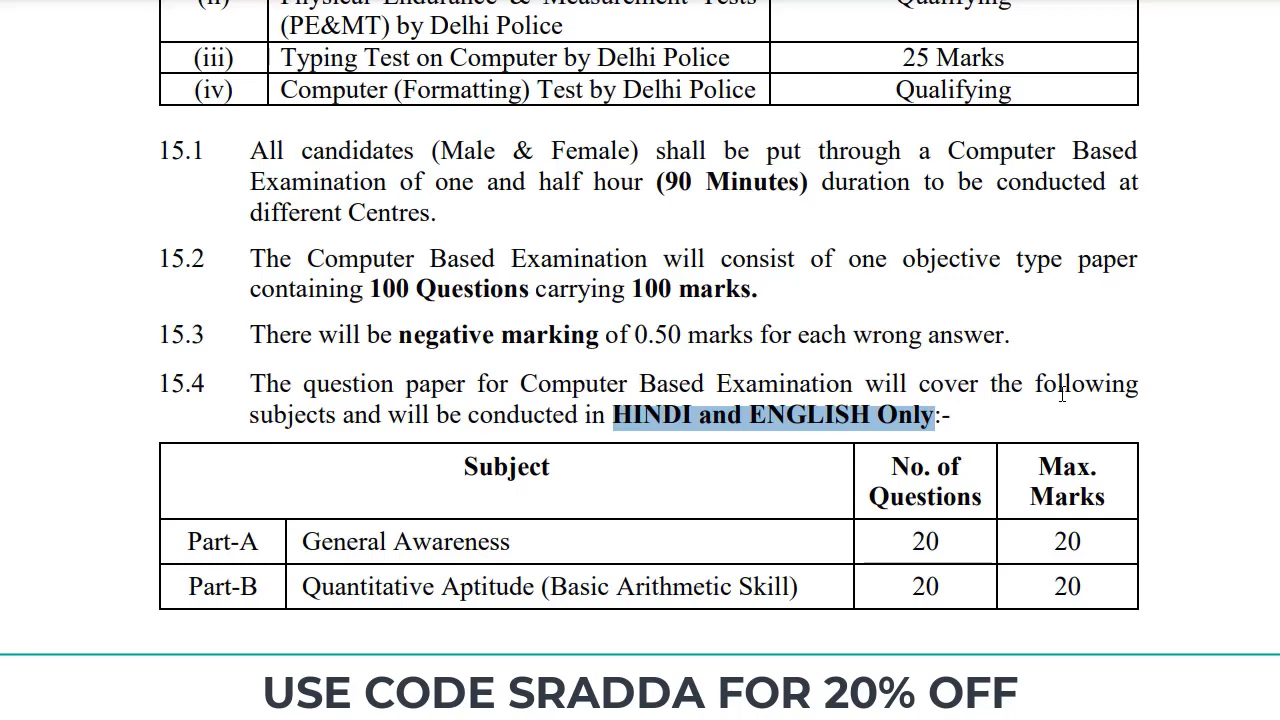 (PE&MT) by Delhi Police
(iii) Typing Test on Computer by Delhi Police 25 Marks
(iv) Computer (Formatting) Test by Delhi Police Qualifying
15.1 All candidates (Male & Female) shall be put through a Computer Based
Examination of one and half hour (90 Minutes) duration to be conducted at
different Centres.
15.2 The Computer Based Examination will consist of one objective type paper
containing 100 Questions carrying 100 marks.
15.3 There will be negative marking of 0.50 marks for each wrong answer.
15.4 The question paper for Computer Based Examination will cover the following
subjects and will be conducted in HINDI and ENGLISH Only:-
Subject No. of Max.
Questions Marks
Part-A General Awareness 20 20
Part-B Quantitative Aptitude (Basic Arithmetic Skill) 20 20
USE CODE SRADDA FOR 20% OFF